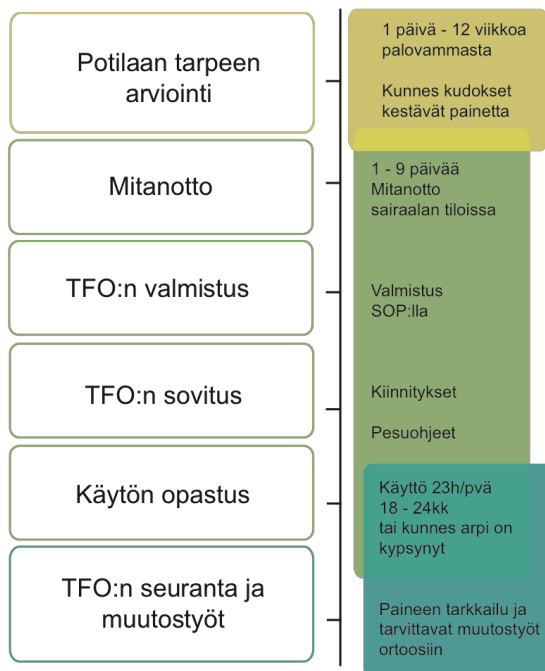 Potilaan tarpeen
arviointi
1 päivä - 12 viikkoa
palovammasta
Kunnes kudokset
kestävät painetta
Mitanotto
1 - 9 päivää
Mitanotto
sairaalan tiloissa
TFO:n valmistus
Valmistus
SOP:lla
TFO:n sovitus
Kiinnitykset
Pesuohjeet
Käytön opastus
Käyttö 23h/pvä
18 - 24kk
tai kunnes arpi on
kypsynyt
TFO:n seuranta ja
muutostyöt
Paineen tarkkailu ja
tarvittavat muutostyöt
ortoosiin